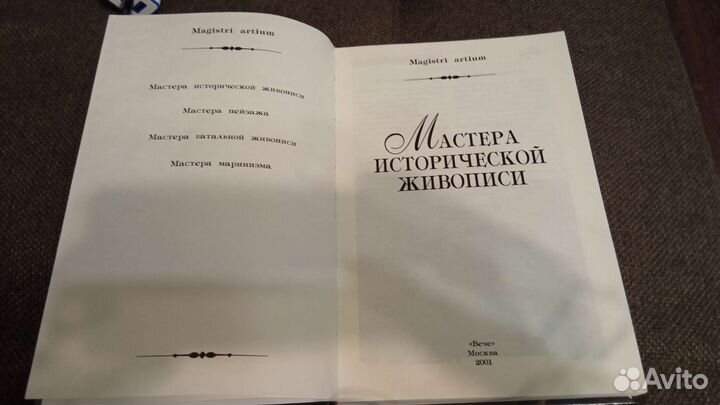 Magistri artium
Мастера исторической живописи
Мастера пейзажа
Мастера батальной живописи
Мастера маринизма
Magistri artium
МАСТЕРА
ИСТОРИЧЕСКОЙ
ЖИВОПИСИ
«Вече»
Москва
2001
Avito